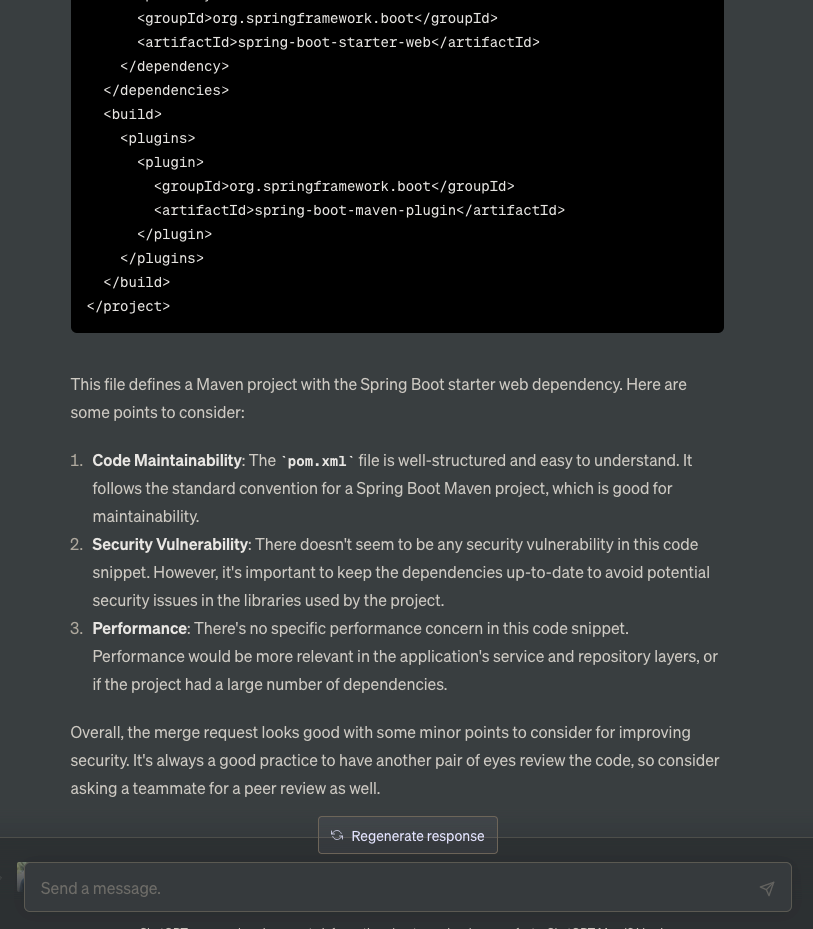 <groupId>org.springframework.boot</groupId>
<artifactId>spring-boot-starter-web</artifactId>
</dependency>
</dependencies>
<build>
<plugins>
<plugin>
<groupId>org.springframework.boot</groupId>
<artifactId>spring-boot-maven-plugin</artifactId>
</plugin>
</plugins>
</build>
</project>
This file defines a Maven project with the Spring Boot starter web dependency. Here are
some points to consider:
1. Code Maintainability: The `pom.xml` file is well-structured and easy to understand. It
follows the standard convention for a Spring Boot Maven project, which is good for
maintainability.
2. Security Vulnerability: There doesn't seem to be any security vulnerability in this code
snippet. However, it's important to keep the dependencies up-to-date to avoid potential
security issues in the libraries used by the project.
3. Performance: There's no specific performance concern in this code snippet.
Performance would be more relevant in the application's service and repository layers, or
if the project had a large number of dependencies.
Overall, the merge request looks good with some minor points to consider for improving
security. It's always a good practice to have another pair of eyes review the code, so consider
asking a teammate for a peer review as well.
Regenerate response
Send a message.